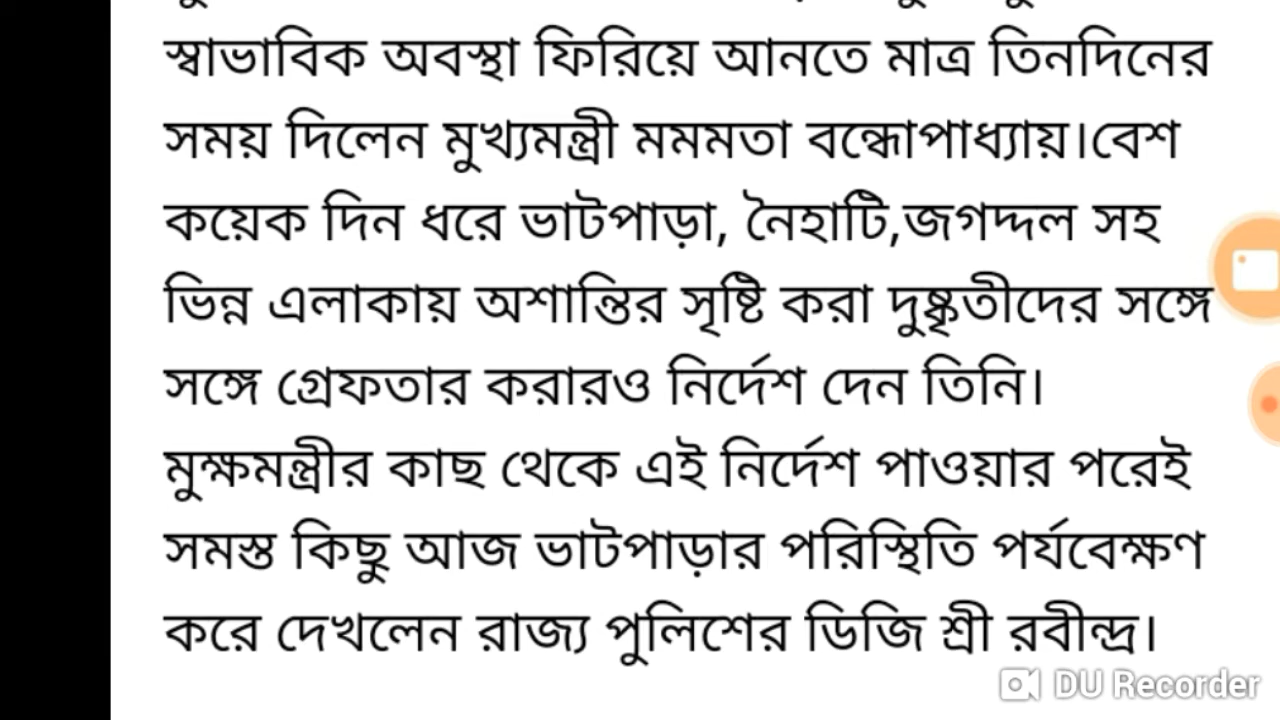 স্বাভাবিক অবস্থা ফিরিয়ে আনতে মাত্র তিনদিনের
সময় দিলেন মুখ্যমন্ত্রী মমমতা বন্ধোপাধ্যায়।বেশ
কয়েক দিন ধরে ভাটপাড়া, নৈহাটি,জগদ্দল সহ
ভিন্ন এলাকায় অশান্তির সৃষ্টি করা দুষ্কৃতীদের সঙ্গে
সঙ্গে গ্রেফতার করারও নির্দেশ দেন তিনি।
মুক্ষমন্ত্রীর কাছ থেকে এই নির্দেশ পাওয়ার পরেই
সমস্ত কিছু আজ ভাটপাড়ার পরিস্থিতি পর্যবেক্ষণ
করে দেখলেন রাজ্য পুলিশের ডিজি শ্রী রবীন্দ্র।
DU Recorder